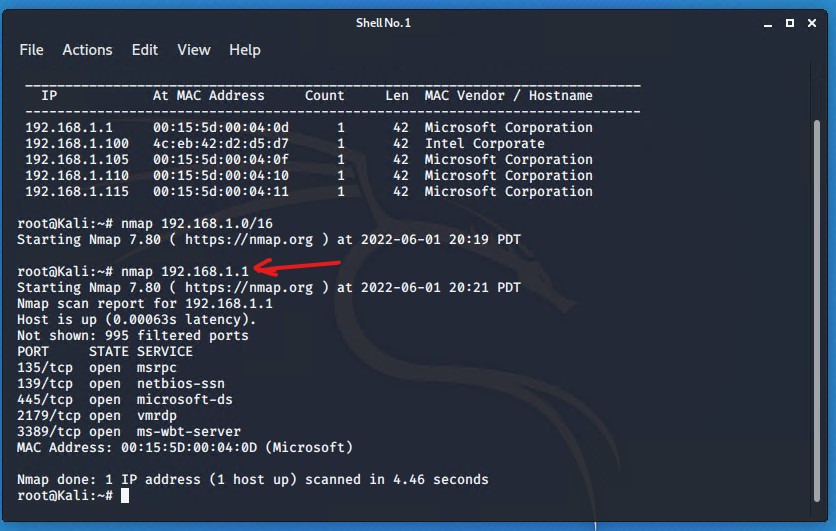 Shell No. 1
File Actions Edit View Help
IP At MAC Address Count Len MAC Vendor / Hostname
-----------------------------------------------------------------------------
192.168.1.1 00:15:5d:00:04:0d 1 42 Microsoft Corporation
192.168.1.100 4c:eb:42:d2:d5:d7 1 42 Intel Corporate
192.168.1.105 00:15:5d:00:04:0f 1 42 Microsoft Corporation
192.168.1.110 00:15:5d:00:04:10 1 42 Microsoft Corporation
192.168.1.115 00:15:5d:00:04:11 1 42 Microsoft Corporation
root@Kali:~# nmap 192.168.1.0/16
Starting Nmap 7.80 ( https://nmap.org ) at 2022-06-01 20:19 PDT
root@Kali:~# nmap 192.168.1.1
Starting Nmap 7.80 ( https://nmap.org ) at 2022-06-01 20:21 PDT
Nmap scan report for 192.168.1.1
Host is up (0.00063s latency).
Not shown: 995 filtered ports
PORT STATE SERVICE
135/tcp open msrpc
139/tcp open netbios-ssn
445/tcp open microsoft-ds
2179/tcp open vmrdp
3389/tcp open ms-wbt-server
MAC Address: 00:15:5D:00:04:0D (Microsoft)
Nmap done: 1 IP address (1 host up) scanned in 4.46 seconds
root@Kali:~#